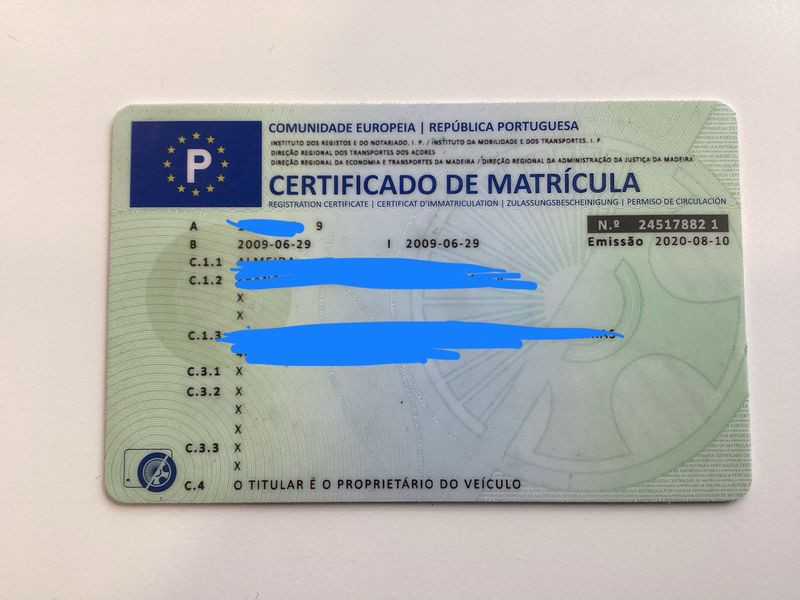 P
COMUNIDADE EUROPEIA | REPÚBLICA PORTUGUESA
INSTITUTO DOS REGISTOS E DO NOTARIADO, I. P. / INSTITUTO DA MOBILIDADE E DOS TRANSPORTES, I. P.
DIREÇÃO REGIONAL DOS TRANSPORTES DOS AÇORES
DIREÇÃO REGIONAL DA ECONOMIA E TRANSPORTES DA MADEIRA / DIREÇÃO REGIONAL DA ADMINISTRAÇÃO DA JUSTIÇA DA MADEIRA
CERTIFICADO DE MATRÍCULA
REGISTRATION CERTIFICATE | CERTIFICAT D'IMMATRICULATION | ZULASSUNGSBESCHEINIGUNG | PERMISO DE CIRCULACIÓN
A 9 N.º 24517882 1
B 2009-06-29 I 2009-06-29 Emissão 2020-08-10
C.1.1
C.1.2
X
X
C.1.3
C.3.1 X
C.3.2 X
X
X
C.3.3 X
X
C.4 O TITULAR É O PROPRIETÁRIO DO VEÍCULO